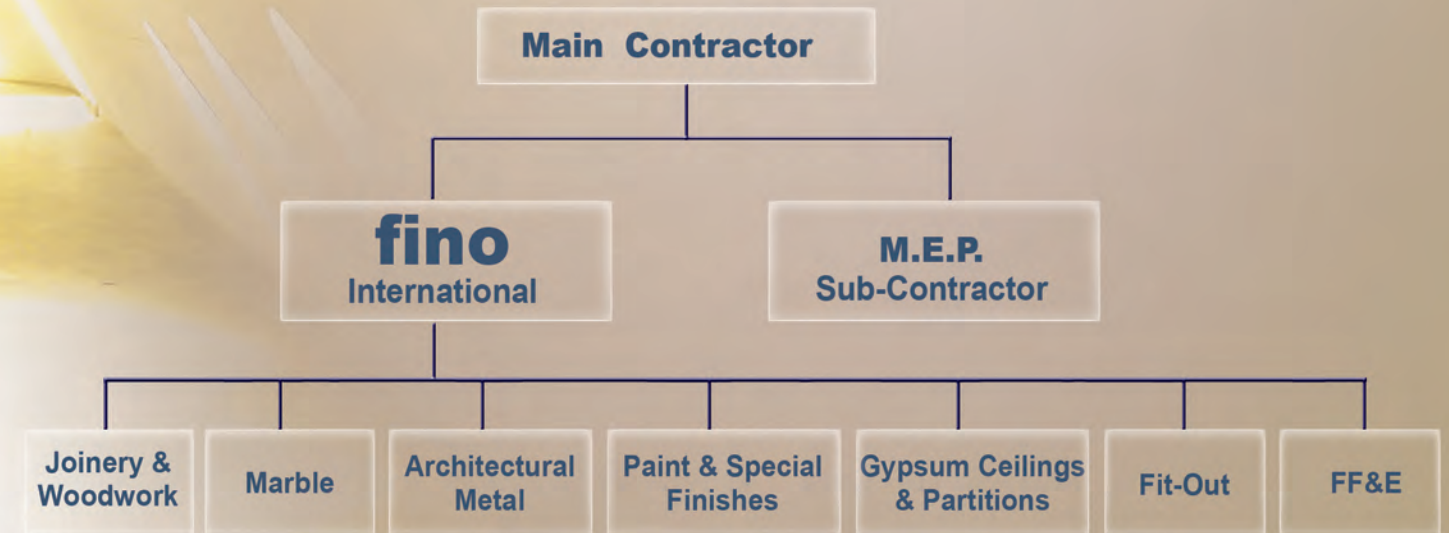 Main Contractor
fino
International
M.E.P.
Sub-Contractor
Joinery &
Woodwork
Marble
Architectural
Metal
Paint & Special
Finishes
Gypsum Ceilings
& Partitions
Fit-Out
FF&E